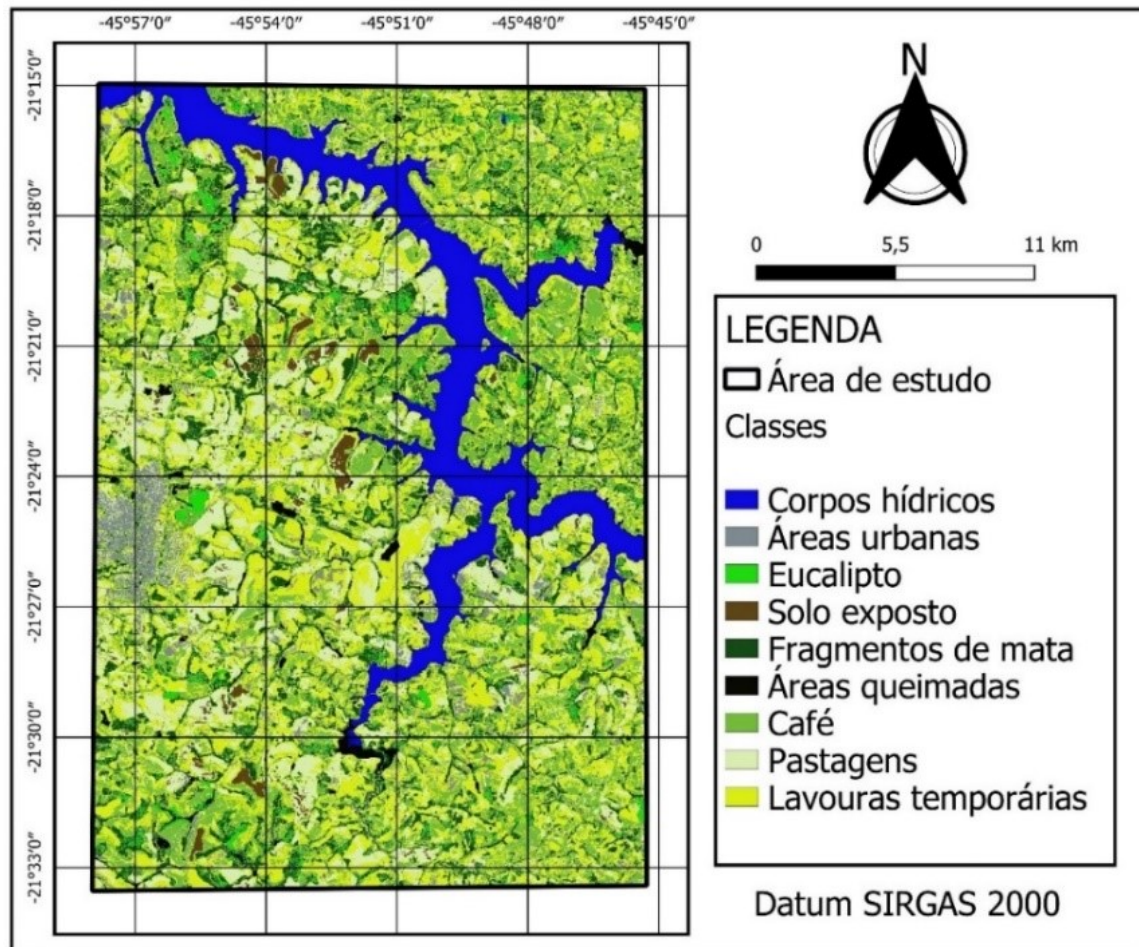 -45°57′0″ -45°54′0″ -45°51′0″ -45°48′0″ -45°45′0″
-21°15′0″
-21°18′0″
-21°21′0″
-21°24′0″
-21°27′0″
-21°30′0″
-21°33′0″
N
0 5,5 11 km
LEGENDA
Área de estudo
Classes
Corpos hídricos
Áreas urbanas
Eucalipto
Solo exposto
Fragmentos de mata
Áreas queimadas
Café
Pastagens
Lavouras temporárias
Datum SIRGAS 2000